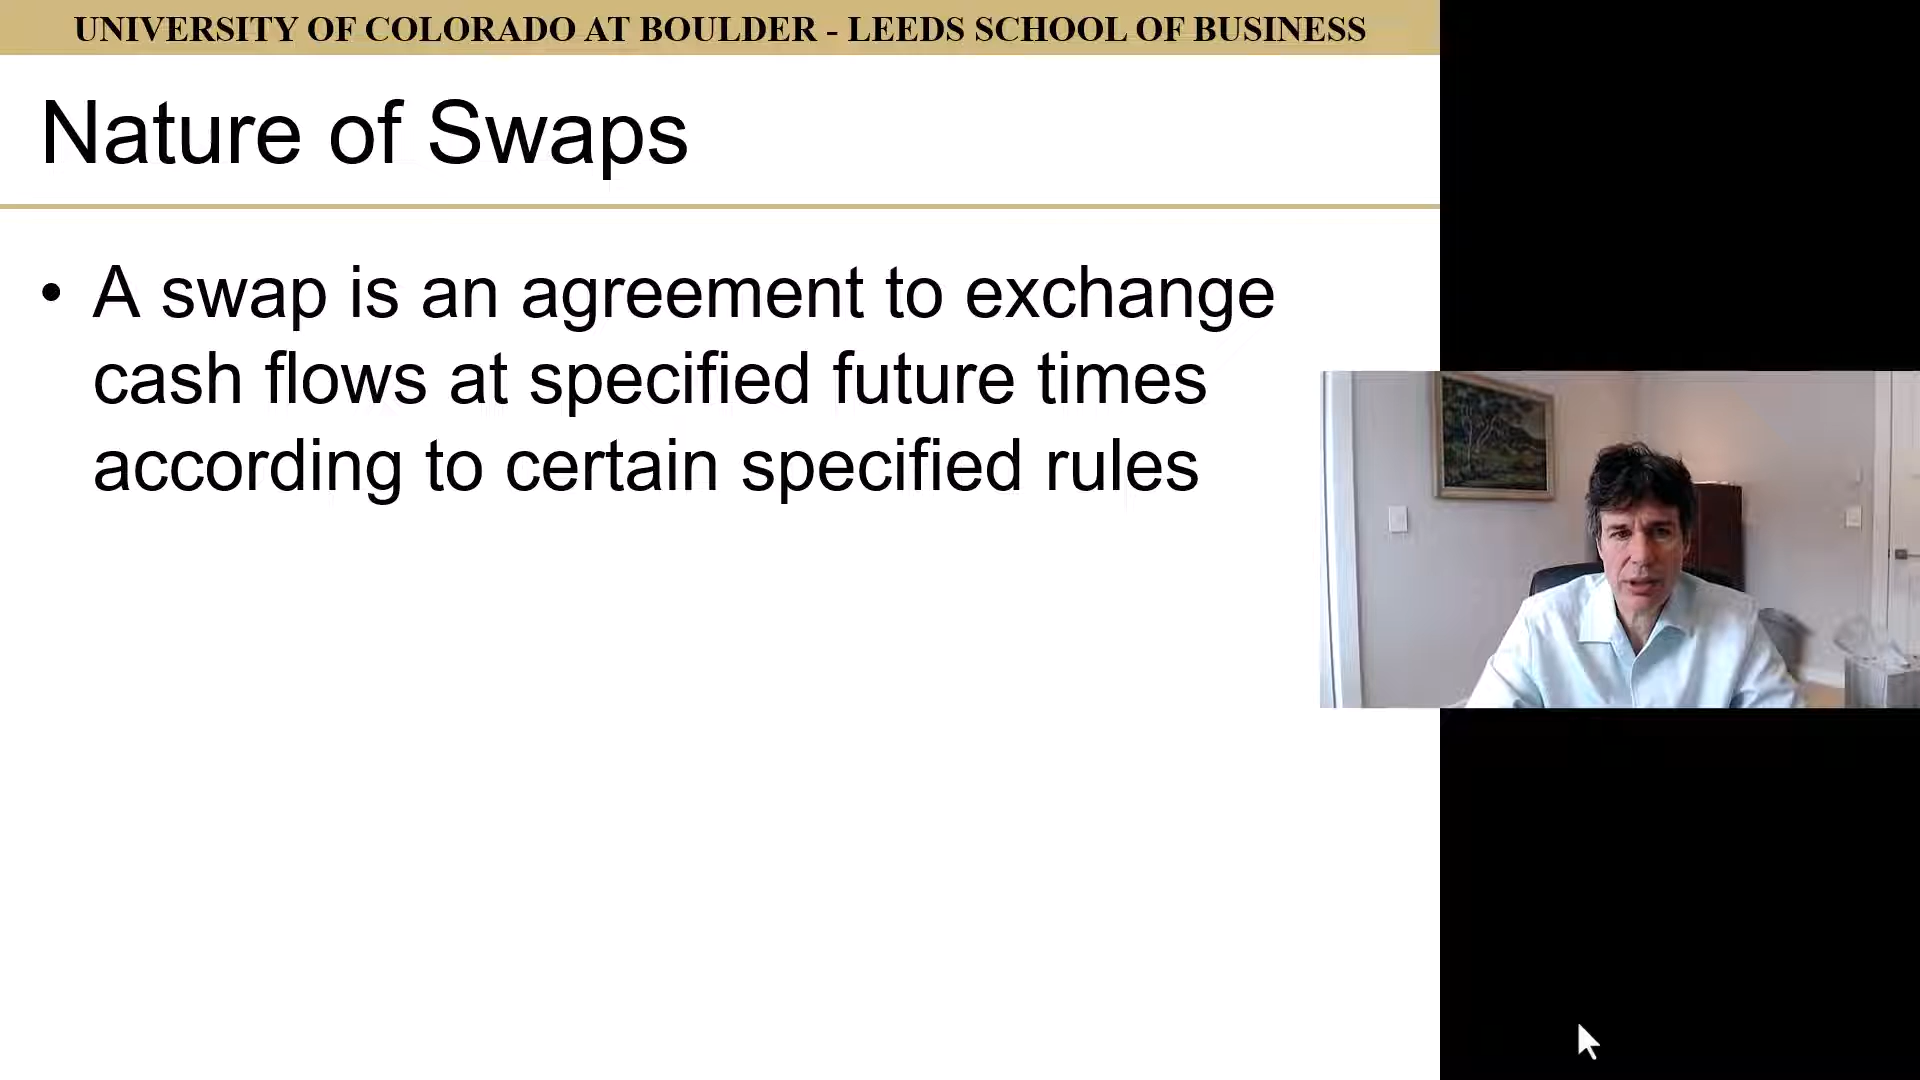 UNIVERSITY OF COLORADO AT BOULDER - LEEDS SCHOOL OF BUSINESS
Nature of Swaps
• A swap is an agreement to exchange
cash flows at specified future times
according to certain specified rules